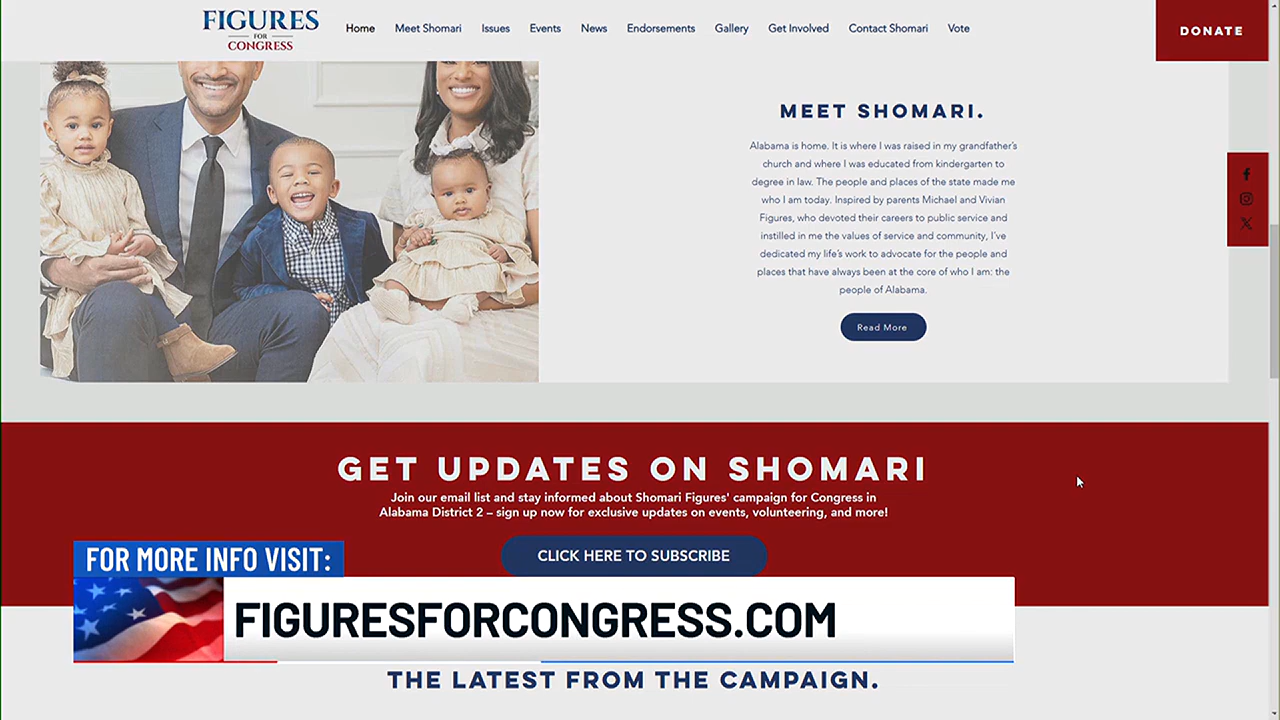 FIGURES
FOR
CONGRESS
Home
Meet Shomari
Issues
Events
News
Endorsements
Gallery
Get Involved
Contact Shomari
Vote
DONATE
MEET SHOMARI.
Alabama is home. It is where I was raised in my grandfather's
church and where I was educated from kindergarten to
degree in law. The people and places of the state made me
who I am today. Inspired by parents Michael and Vivian
Figures, who devoted their careers to public service and
instilled in me the values of service and community, I've
dedicated my life's work to advocate for the people and
places that have always been at the core of who I am: the
people of Alabama.
Read More
GET UPDATES ON SHOMARI
Join our email list and stay informed about Shomari Figures' campaign for Congress in
Alabama District 2 – sign up now for exclusive updates on events, volunteering, and more!
CLICK HERE TO SUBSCRIBE
FOR MORE INFO VISIT:
FIGURESFORCONGRESS.COM
THE LATEST FROM THE CAMPAIGN.